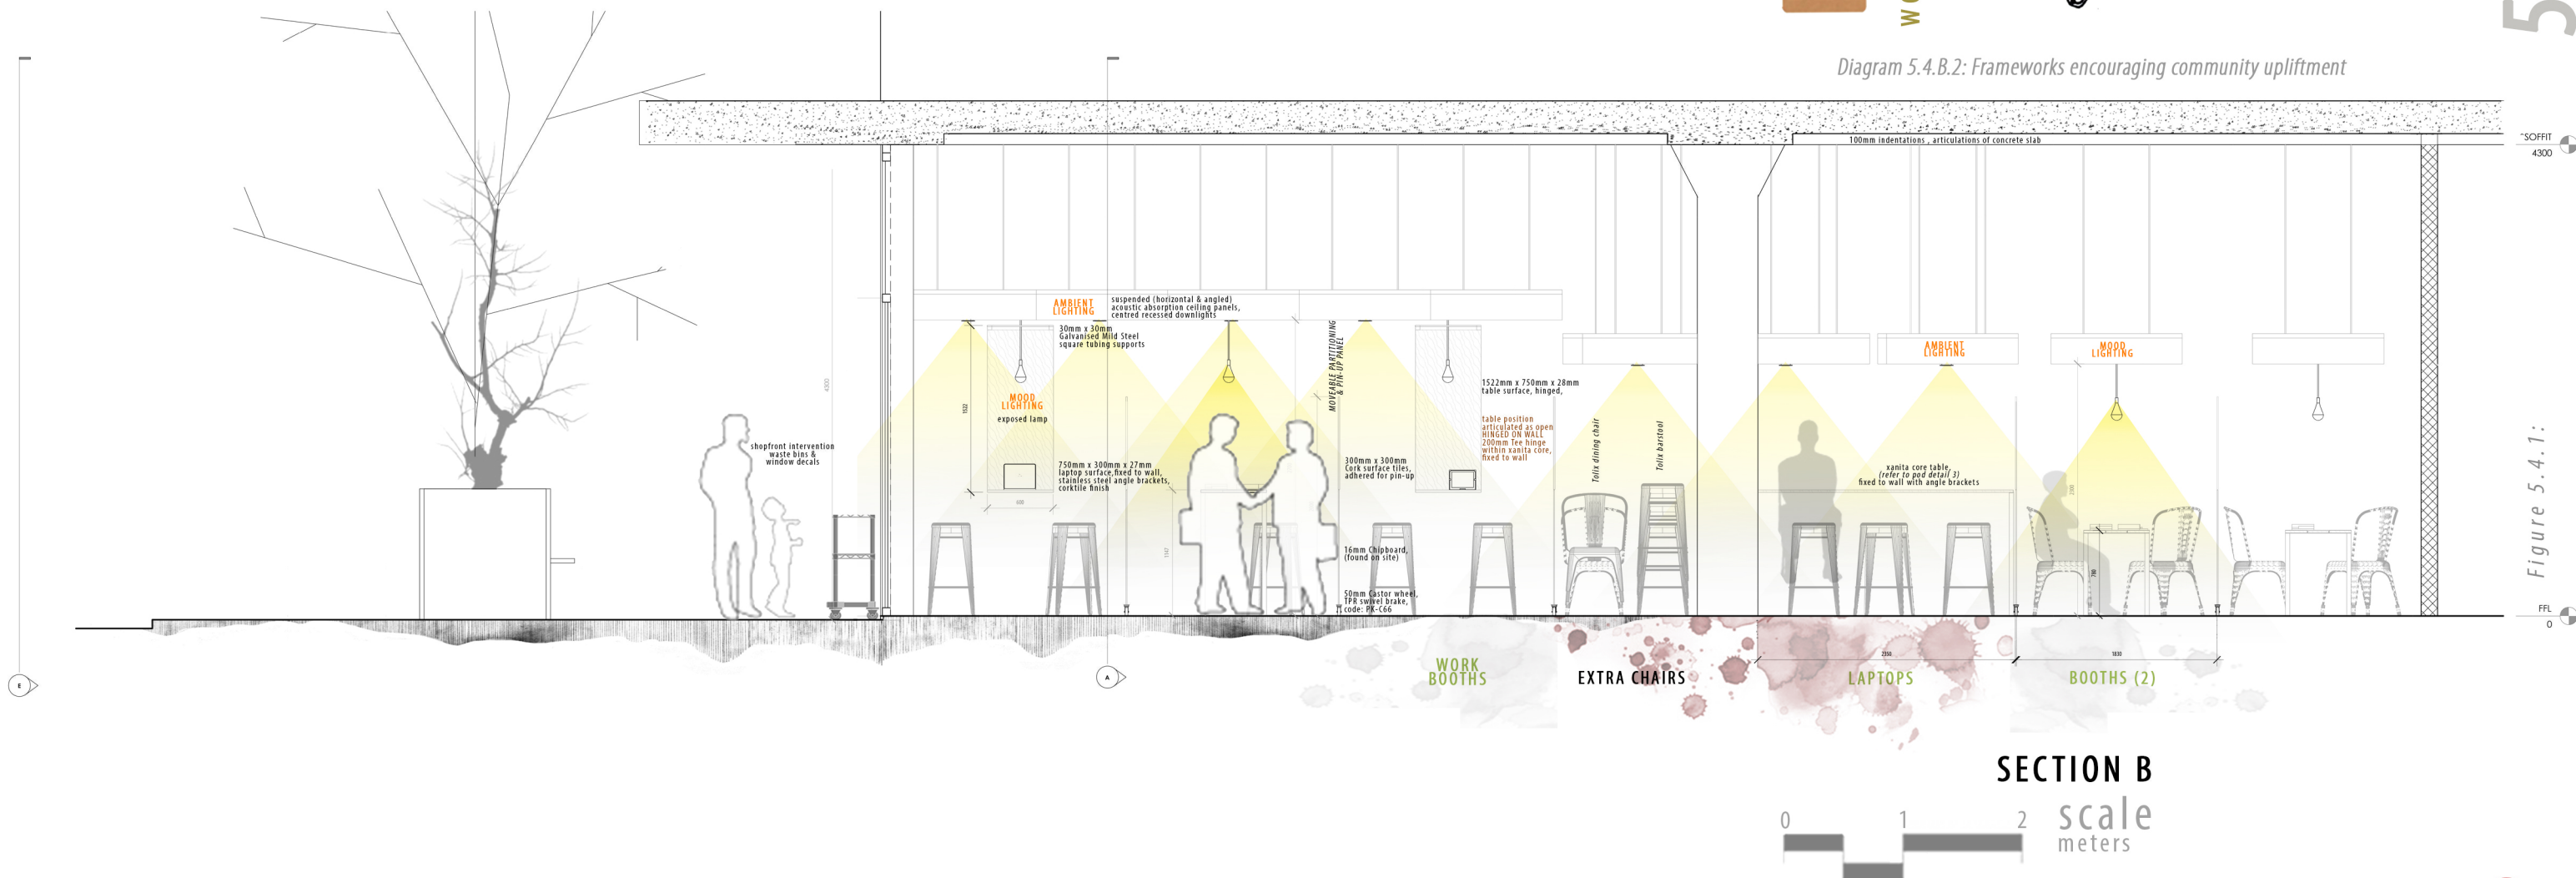 WO
5
Diagram 5.4.B.2: Frameworks encouraging community upliftment
100mm indentations , articulations of concrete slab
SOFFIT
4300
AMBIENT
LIGHTING
suspended (horizontal & angled)
acoustic absorption ceiling panels,
centred recessed downlights
30mm x 30mm
Galvanised Mild Steel
square tubing supports
MOVEABLE PARTITIONING
& PIN-UP PANEL
AMBIENT
LIGHTING
MOOD
LIGHTING
4300
1522
MOOD
LIGHTING
exposed lamp
1522mm x 750mm x 28mm
table surface, hinged,
table position
articulated as open
HINGED ON WALL
200mm Tee hinge
within xanita core,
fixed to wall
Tolix dining chair
Tolix barstool
shopfront intervention
waste bins &
window decals
750mm x 300mm x 27mm
laptop surface,fixed to wall,
stainless steel angle brackets,
corktile finish
600
300mm x 300mm
Cork surface tiles,
adhered for pin-up
xanita core table,
(refer to pod detail 3)
fixed to wall with angle brackets
16mm Chipboard,
(found on site)
50mm Castor wheel,
TPR swivel brake,
code: PK-C66
780
Figure 5.4.1:
FFL
0
E
A
WORK
BOOTHS
EXTRA CHAIRS
2350
LAPTOPS
1830
BOOTHS (2)
SECTION B
0 1 2
scale
meters